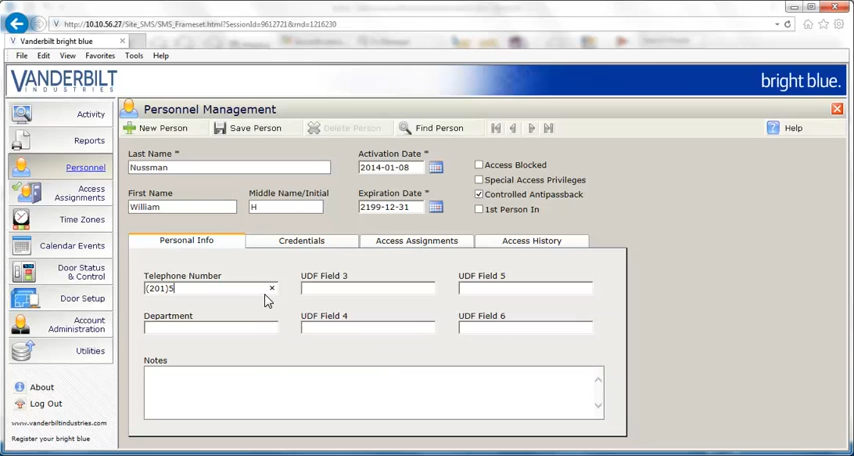 http://10.10.56.27/Site_SMS/SMS_Frameset.html?SessionId=9612721&rmd=1216230
Vanderbilt bright blue
File Edit View Favorites Tools Help
VANDERBILT
INDUSTRIES
bright blue.
Activity
Reports
Personnel
Access
Assignments
Time Zones
Calendar Events
Door Status
& Control
Door Setup
Account
Administration
Utilities
About
Log Out
www.vanderbiltindustries.com
Register your bright blue
Personnel Management
New Person Save Person Delete Person Find Person Help
Last Name *
Nussman
Activation Date *
2014-01-08
Access Blocked
Special Access Privileges
Controlled Antipassback
1st Person In
First Name
William
Middle Name/Initial
H
Expiration Date *
2199-12-31
Personal Info Credentials Access Assignments Access History
Telephone Number UDF Field 3 UDF Field 5
(201)5
Department UDF Field 4 UDF Field 6
Notes